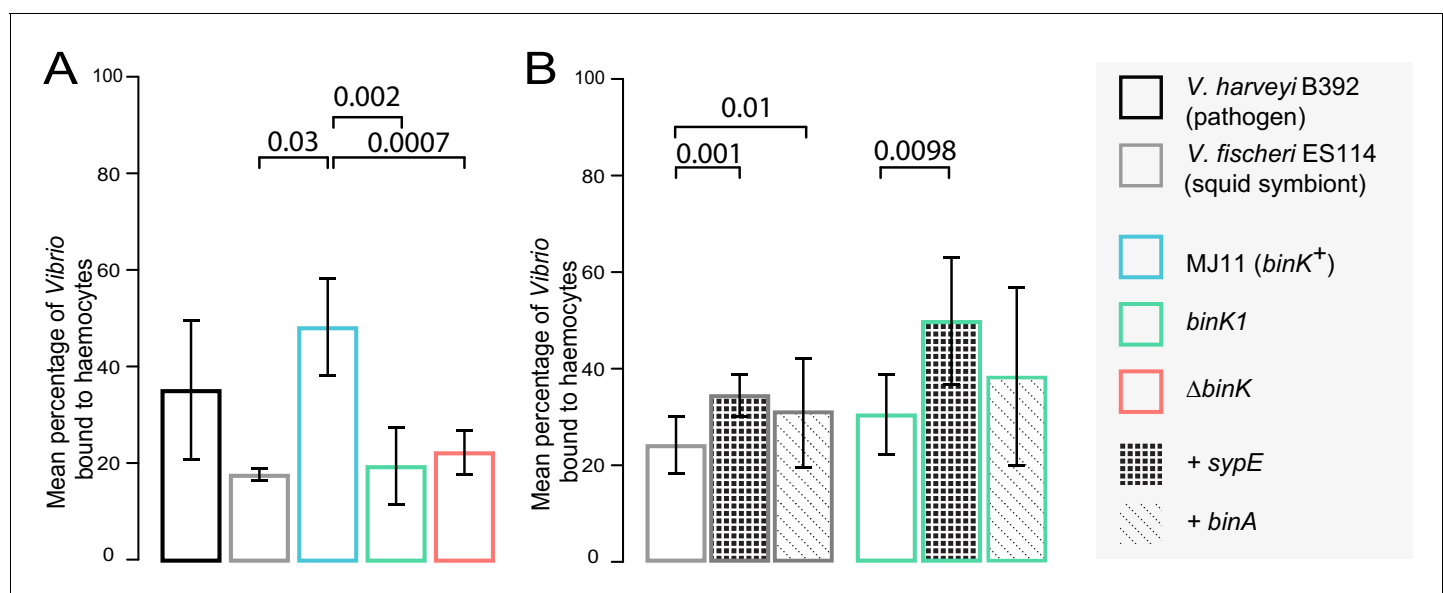 A
Mean percentage of Vibrio
bound to haemocytes
100
80
60
40
20
0
0.002
0.03
0.0007
B
Mean percentage of Vibrio
bound to haemocytes
100
80
60
40
20
0
0.01
0.001
0.0098
V. harveyi B392
(pathogen)
V. fischeri ES114
(squid symbiont)
MJ11 (binK+)
binK1
ΔbinK
+ sypE
+ binA